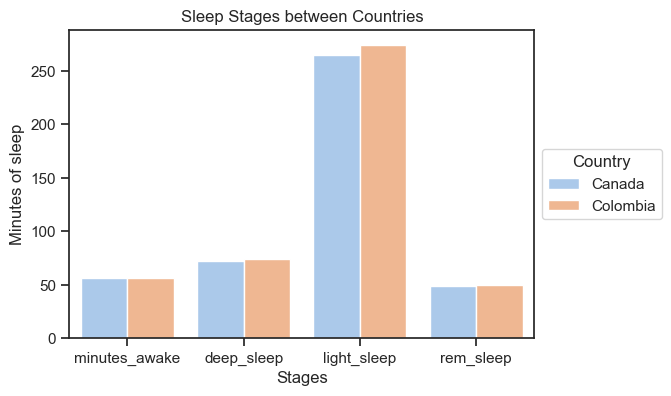 Sleep Stages between Countries
Minutes of sleep
250
200
150
100
50
0
minutes_awake deep_sleep light_sleep rem_sleep
Stages
Country
Canada
Colombia